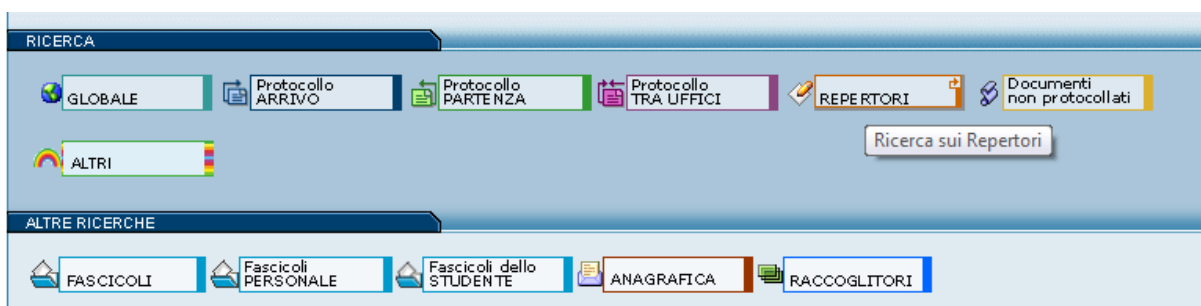 RICERCA
GLOBALE
Protocollo
ARRIVO
Protocollo
PARTENZA
Protocollo
TRA UFFICI
REPERTORI
Documenti
non protocollati
Ricerca sui Repertori
ALTRI
ALTRE RICERCHE
FASCICOLI
Fascicoli
PERSONALE
Fascicoli dello
STUDENTE
ANAGRAFICA
RACCOGLITORI